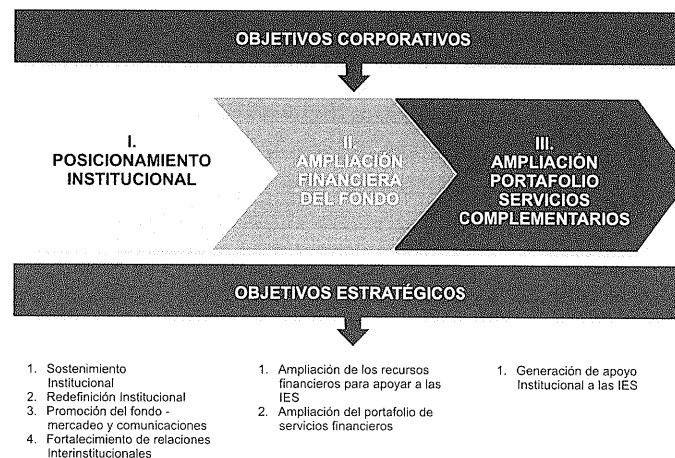 OBJETIVOS CORPORATIVOS
I.
POSICIONAMIENTO
INSTITUCIONAL
II.
AMPLIACIÓN
FINANCIERA
DEL FONDO
III.
AMPLIACIÓN
PORTAFOLIO
SERVICIOS
COMPLEMENTARIOS
OBJETIVOS ESTRATÉGICOS
1. Sostenimiento
Institucional
2. Redefinición Institucional
3. Promoción del fondo -
mercadeo y comunicaciones
4. Fortalecimiento de relaciones
Interinstitucionales
1. Ampliación de los recursos
financieros para apoyar a las
IES
2. Ampliación del portafolio de
servicios financieros
1. Generación de apoyo
Institucional a las IES